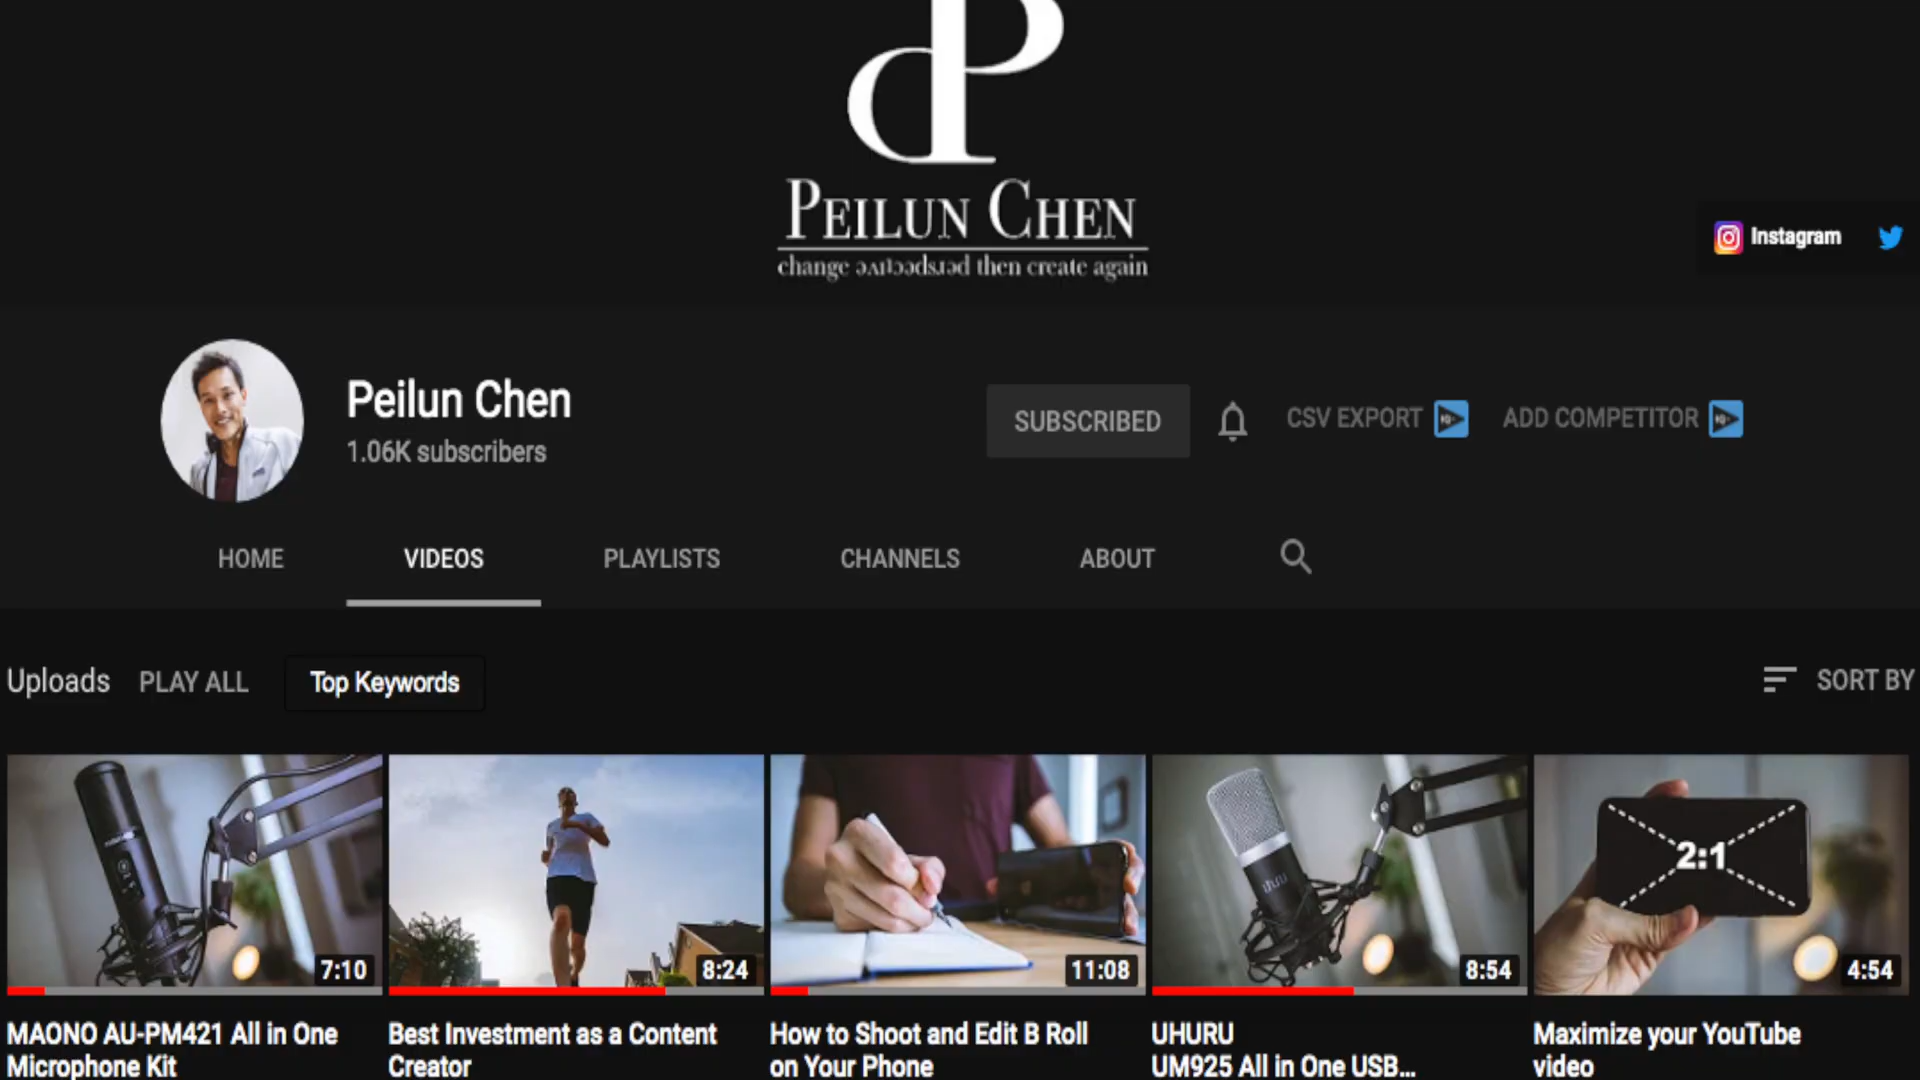 PEILUN CHEN
change ǝʌᴉʇɔǝdsɹǝd then create again
Instagram
Peilun Chen
1.06K subscribers
SUBSCRIBED
CSV EXPORT
ADD COMPETITOR
HOME
VIDEOS
PLAYLISTS
CHANNELS
ABOUT
Uploads
PLAY ALL
Top Keywords
SORT BY
2:1
7:10
8:24
11:08
8:54
4:54
MAONO AU-PM421 All in One
Microphone Kit
Best Investment as a Content
Creator
How to Shoot and Edit B Roll
on Your Phone
UHURU
UM925 All in One USB...
Maximize your YouTube
video